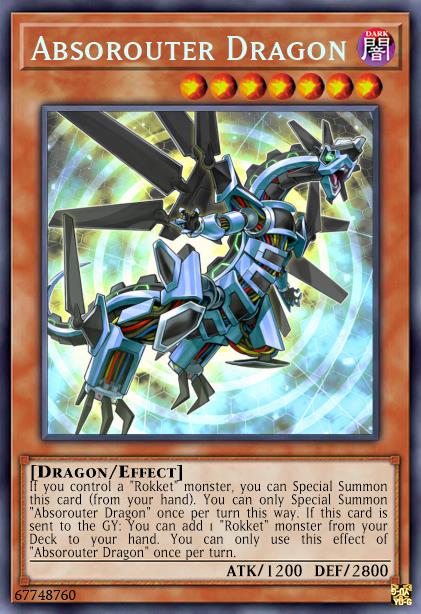 Absorouter Dragon
DARK
闇
[Dragon/Effect]
If you control a "Rokket" monster, you can Special Summon
this card (from your hand). You can only Special Summon
"Absorouter Dragon" once per turn this way. If this card is
sent to the GY: You can add 1 "Rokket" monster from your
Deck to your hand. You can only use this effect of
"Absorouter Dragon" once per turn.
ATK/1200 DEF/2800
67748760